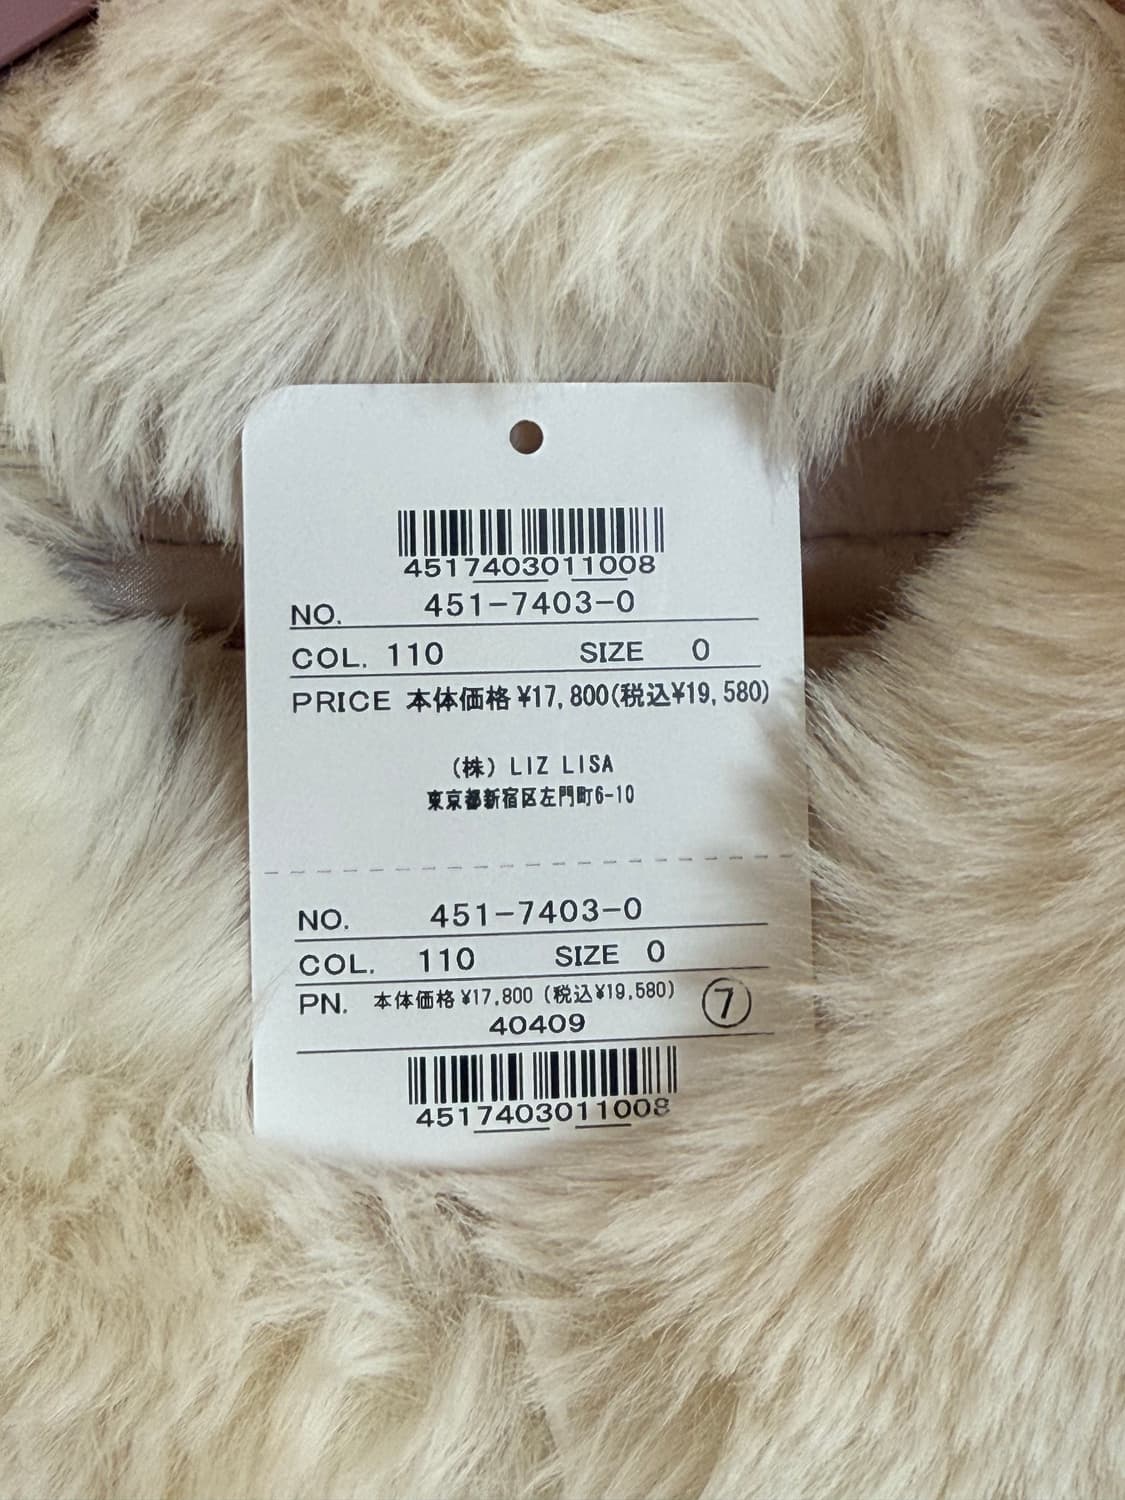 4517403011008
NO. 451-7403-0
COL. 110 SIZE 0
PRICE 本体価格 ¥17,800(税込¥19,580)
(株) LIZ LISA
東京都新宿区左門町6-10
NO. 451-7403-0
COL. 110 SIZE 0
PN. 本体価格 ¥17,800 (税込¥19,580)
40409 ⑦
4517403011008